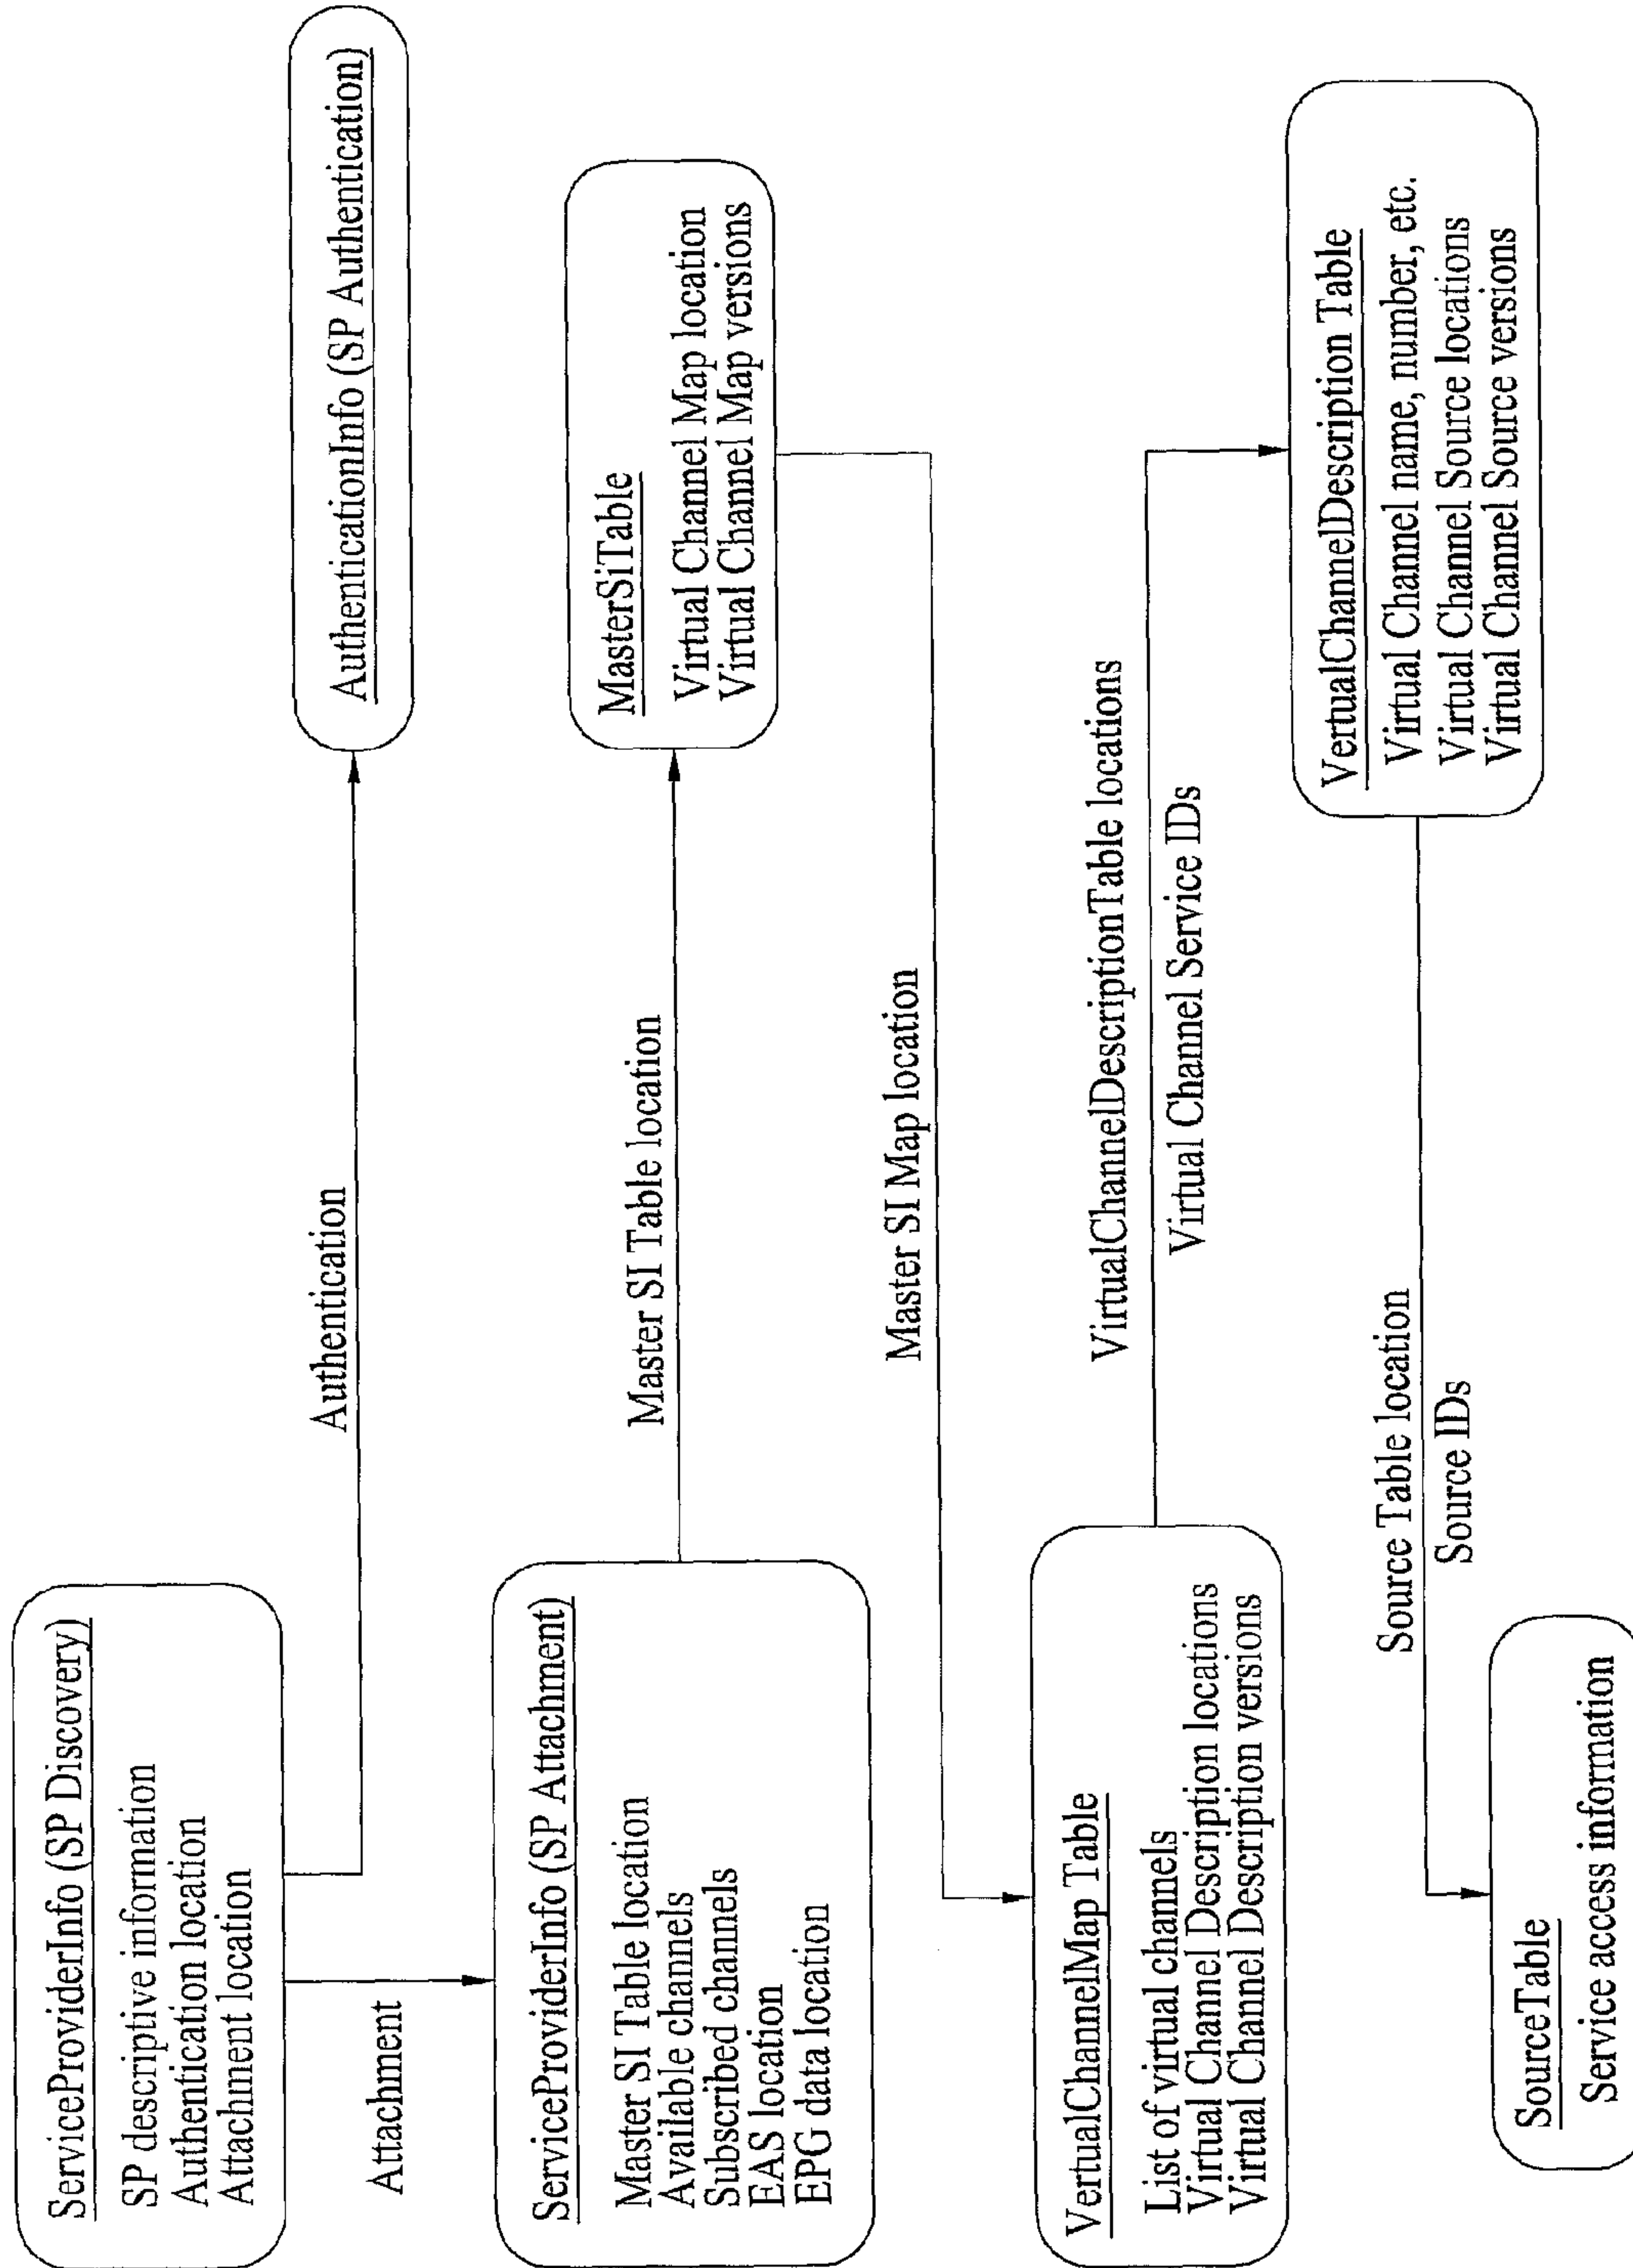 ServiceProviderInfo (SP Discovery)
SP descriptive information
Authentication location
Attachment location
Authentication
AuthenticationInfo (SP Authentication)
Attachment
ServiceProviderInfo (SP Attachment)
Master SI Table location
Available channels
Subscribed channels
EAS location
EPG data location
Master SI Table location
MasterSiTable
Virtual Channel Map location
Virtual Channel Map versions
Master SI Map location
VertualChannelMap Table
List of virtual channels
Virtual Channel Description locations
Virtual Channel Description versions
VirtualChannelDescriptionTable locations
Virtual Channel Service IDs
VertualChannelDescription Table
Virtual Channel name, number, etc.
Virtual Channel Source locations
Virtual Channel Source versions
Source Table location
Source IDs
SourceTable
Service access information